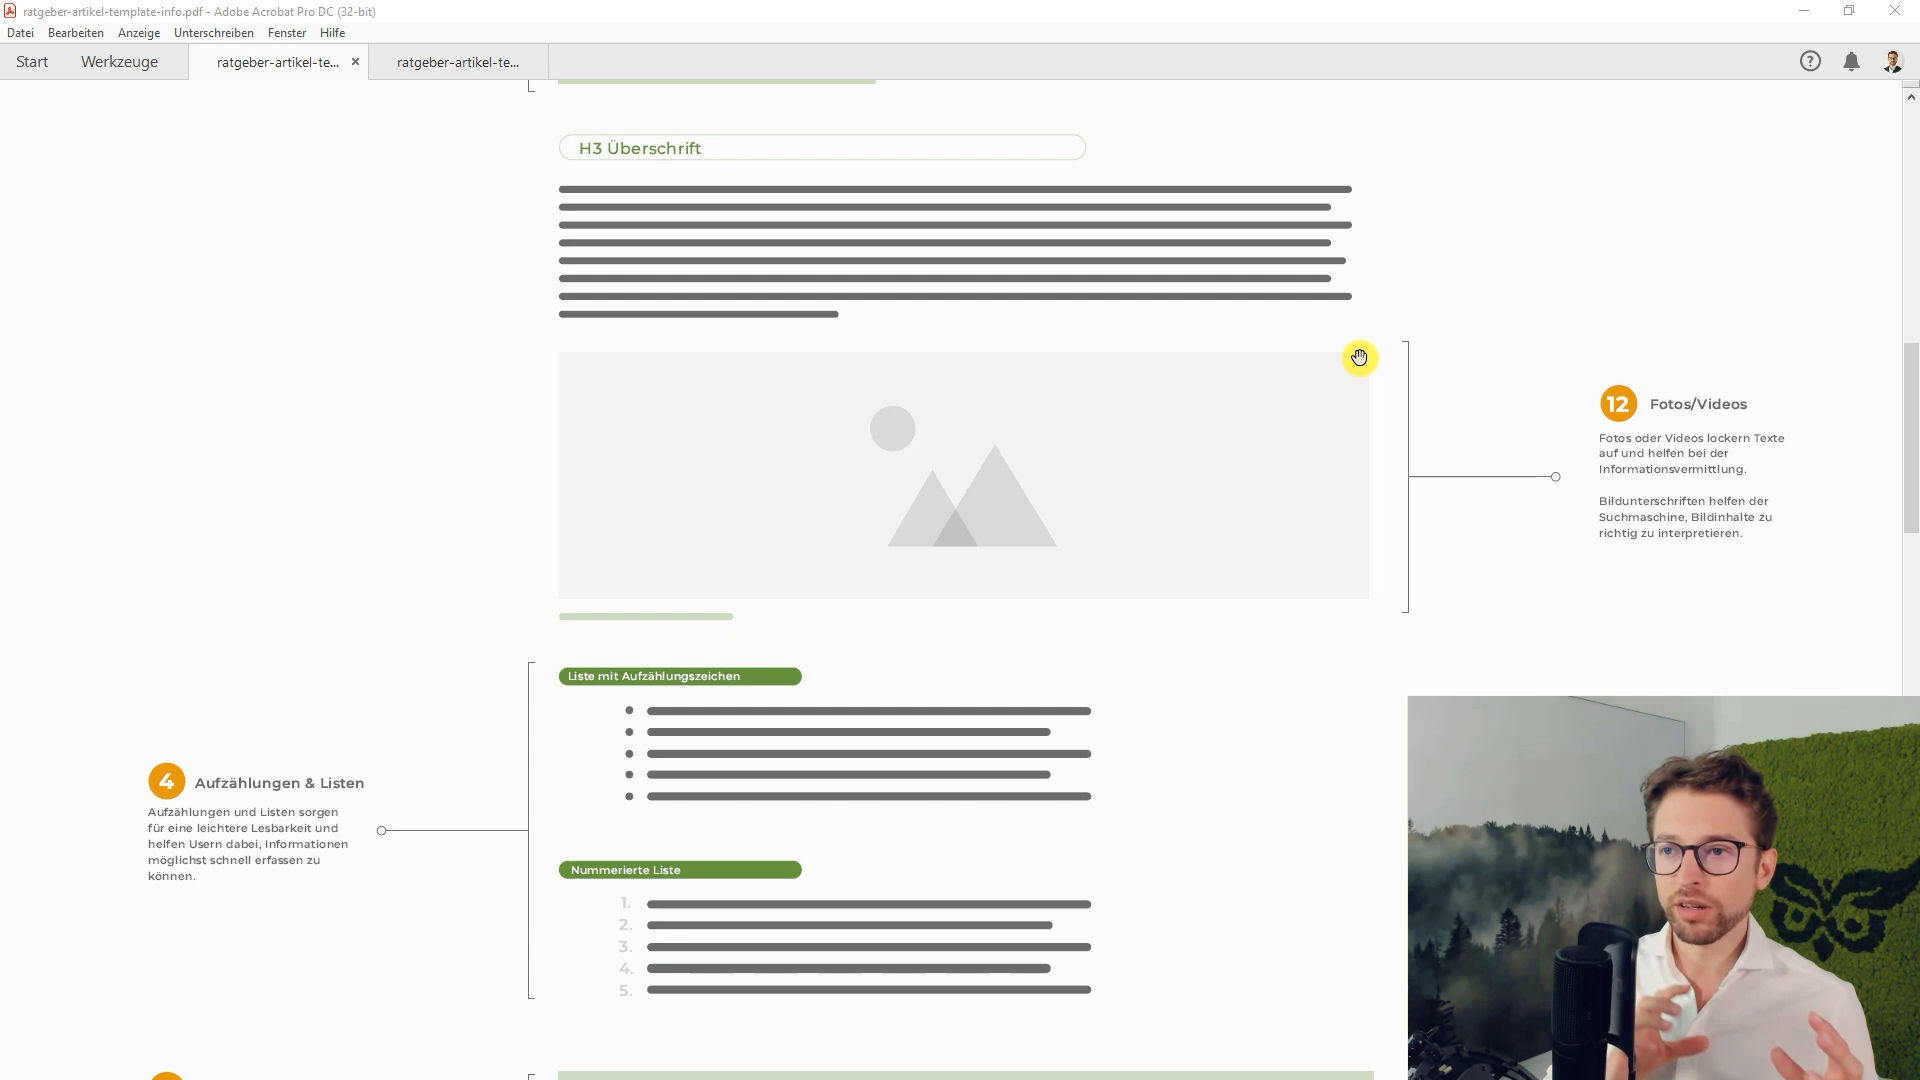 ratgeber-artikel-template-info.pdf - Adobe Acrobat Pro DC (32-bit)
Datei Bearbeiten Anzeige Unterschreiben Fenster Hilfe
Start Werkzeuge ratgeber-artikel-te... × ratgeber-artikel-te...
H3 Überschrift
12 Fotos/Videos
Fotos oder Videos lockern Texte
auf und helfen bei der
Informationsvermittlung.
Bildunterschriften helfen der
Suchmaschine, Bildinhalte zu
richtig zu interpretieren.
Liste mit Aufzählungszeichen
4 Aufzählungen & Listen
Aufzählungen und Listen sorgen
für eine leichtere Lesbarkeit und
helfen Usern dabei, Informationen
möglichst schnell erfassen zu
können.
Nummerierte Liste
1.
2.
3.
4.
5.